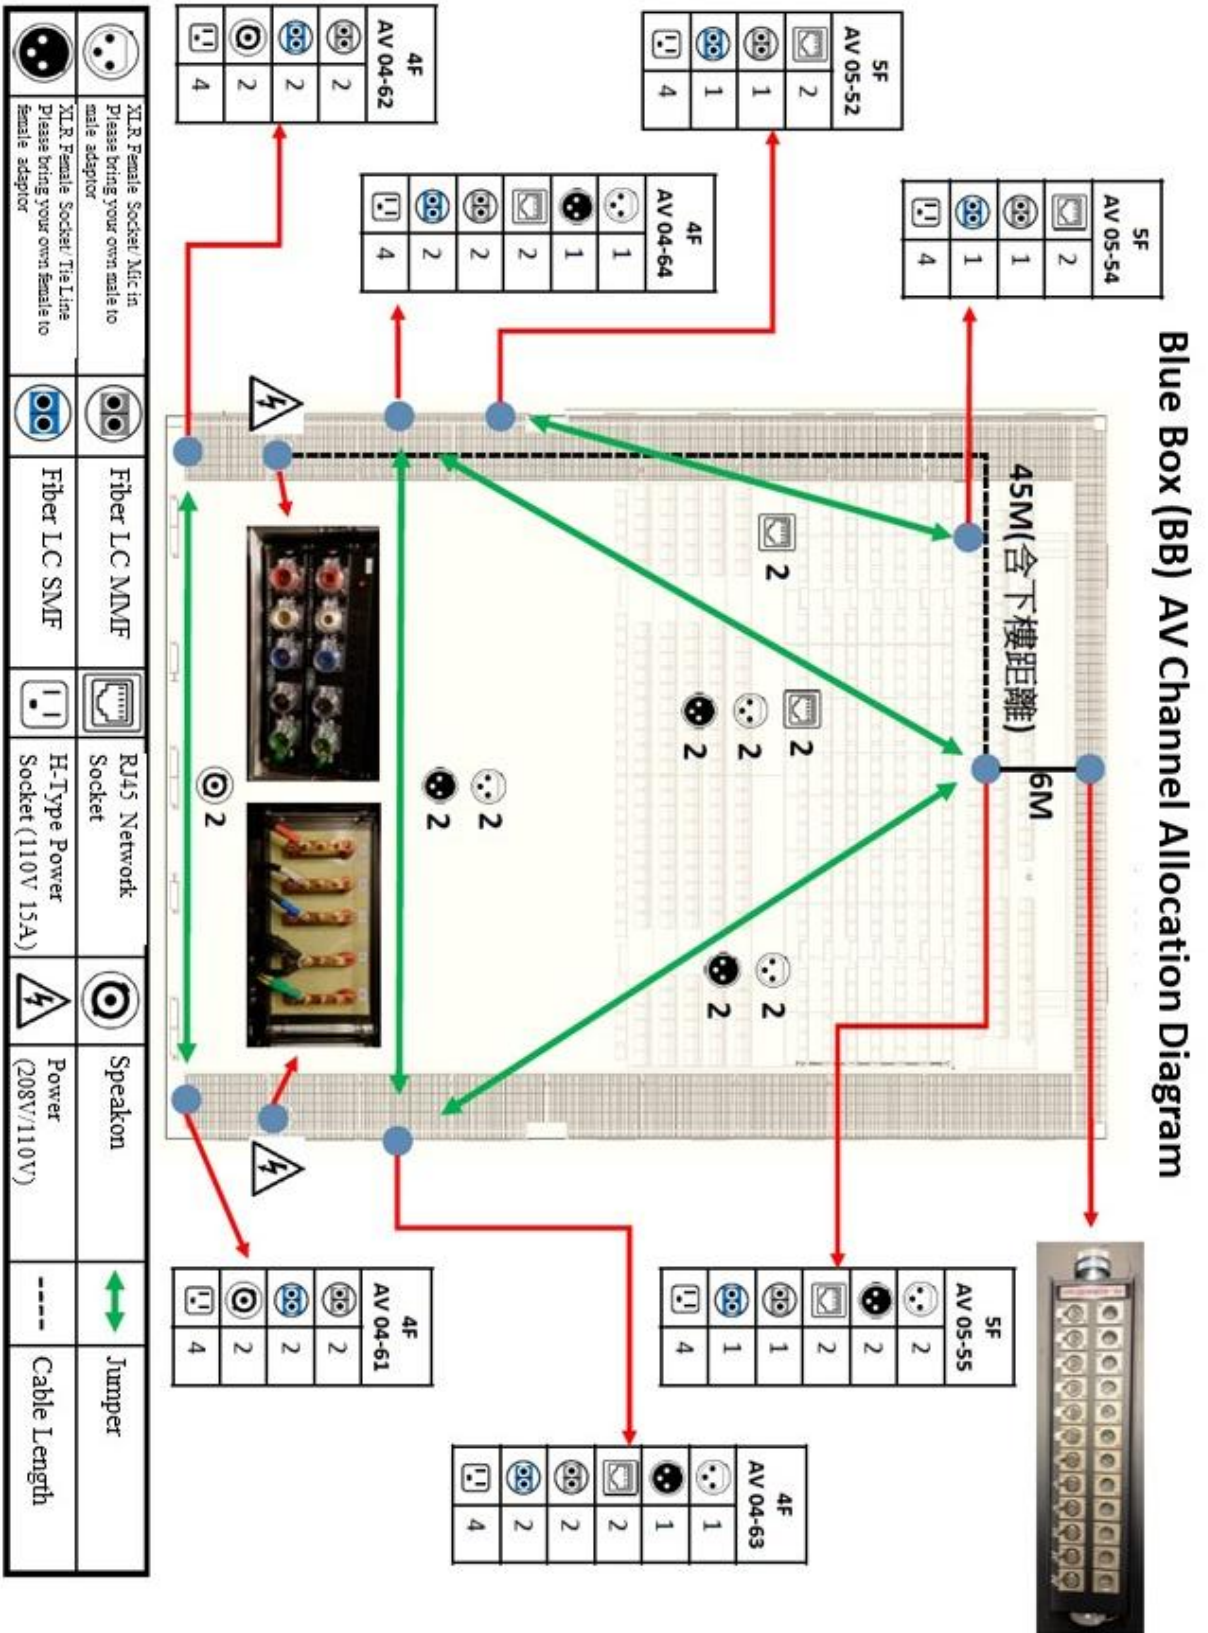 Blue Box (BB) AV Channel Allocation Diagram
5F
AV 05-54
2
1
1
4
45M(含下樓距離)
6M
5F
AV 05-55
2
2
2
1
1
4
5F
AV 05-52
2
1
1
4
2
2
2
2
2
2
2
4F
AV 04-63
1
1
2
2
2
4
4F
AV 04-64
1
1
2
2
2
4
2
2
4F
AV 04-62
2
2
2
4
4F
AV 04-61
2
2
2
4
2
XLR Female Socket/ Mic in
Please bring your own male to
male adaptor
Fiber LC MMF
RJ45 Network
Socket
Speakon
Jumper
XLR Female Socket/ Tie Line
Please bring your own female to
female adaptor
Fiber LC SMF
H-Type Power
Socket (110V 15A)
Power
(208V/110V)
Cable Length